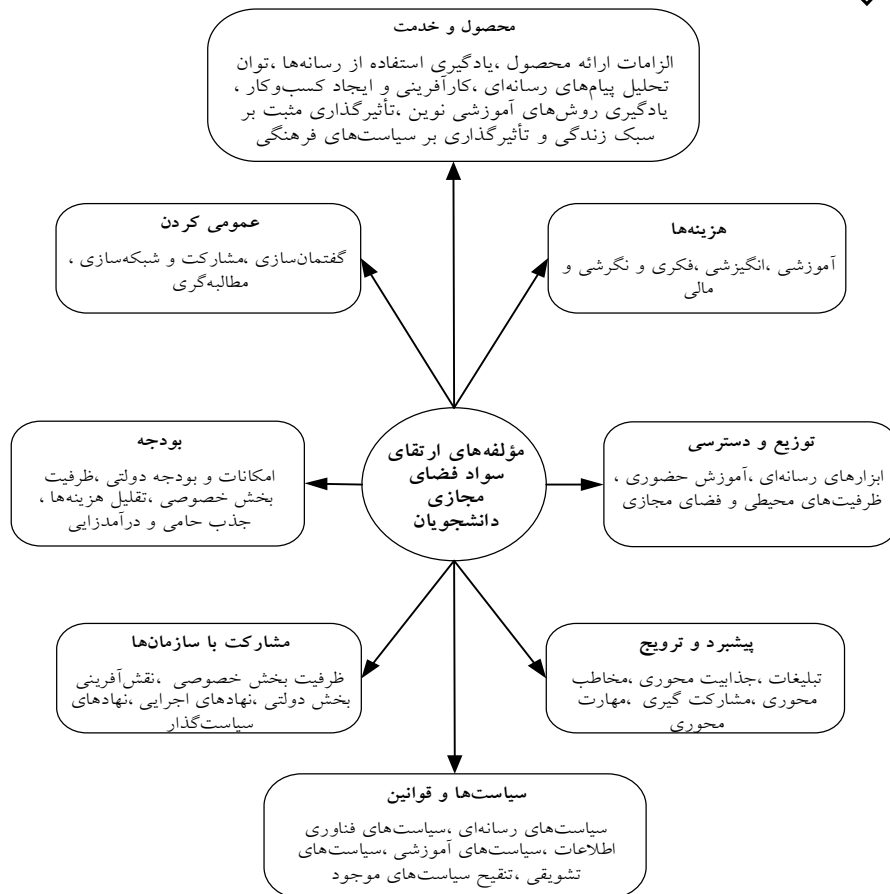 محصول و خدمت
الزامات ارائه محصول ،یادگیری استفاده از رسانه‌ها ،توان
تحلیل پیام‌های رسانه‌ای ،کارآفرینی و ایجاد کسب‌وکار ،
یادگیری روش‌های آموزشی نوین ،تأثیرگذاری مثبت بر
سبک زندگی و تأثیرگذاری بر سیاست‌های فرهنگی
هزینه‌ها
آموزشی ،انگیزشی ،فکری و نگرشی و
مالی
عمومی کردن
گفتمان‌سازی ،مشارکت و شبکه‌سازی ،
مطالبه‌گری
مؤلفه‌های ارتقای
سواد فضای
مجازی
دانشجویان
توزیع و دسترسی
ابزارهای رسانه‌ای ،آموزش حضوری ،
ظرفیت‌های محیطی و فضای مجازی
بودجه
امکانات و بودجه دولتی ،ظرفیت
بخش خصوصی ،تقلیل هزینه‌ها ،
جذب حامی و درآمدزایی
پیشبرد و ترویج
تبلیغات ،جذابیت محوری ،مخاطب
محوری ،مشارکت گیری ،مهارت
محوری
مشارکت با سازمان‌ها
ظرفیت بخش خصوصی ،نقش‌آفرینی
بخش دولتی ،نهادهای اجرایی ،نهادهای
سیاست‌گذار
سیاست‌ها و قوانین
سیاست‌های رسانه‌ای ،سیاست‌های فناوری
اطلاعات ،سیاست‌های آموزشی ،سیاست‌های
تشویقی ،تنقیح سیاست‌های موجود